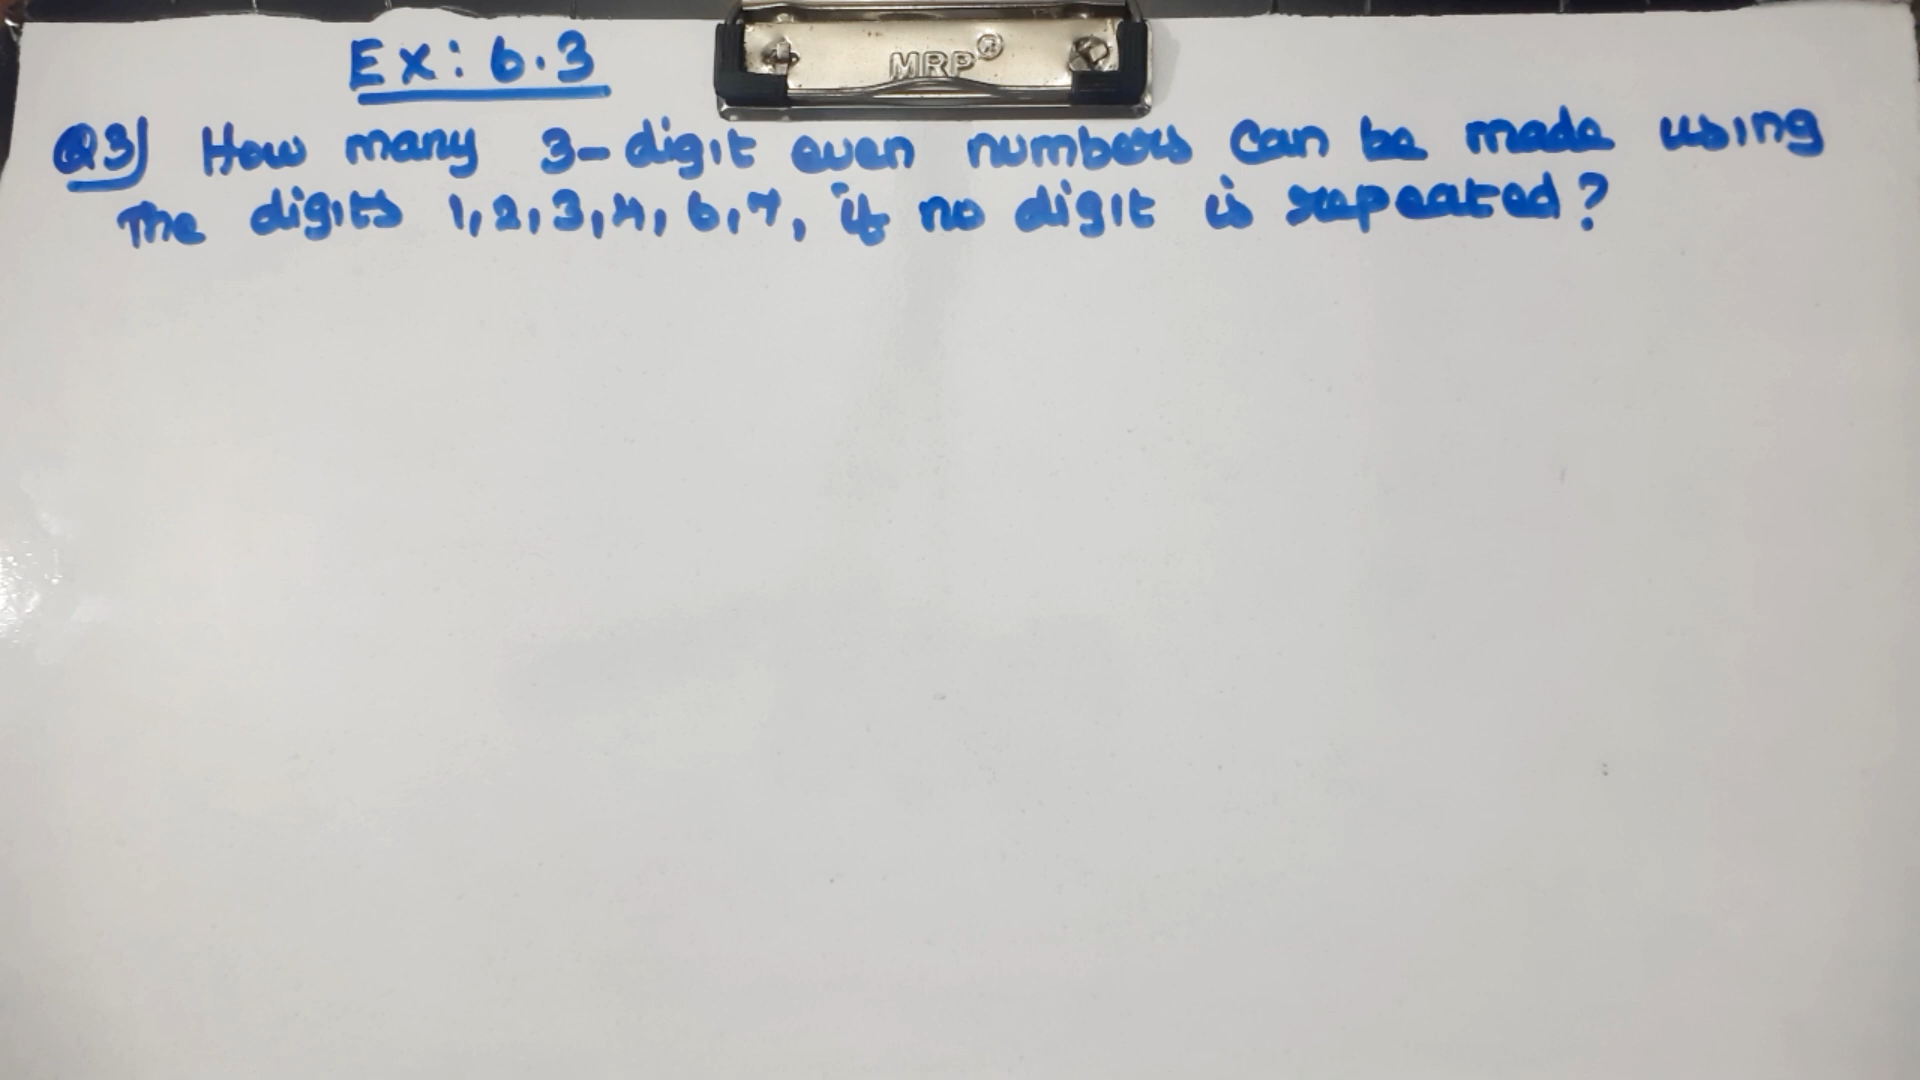 Ex: 6.3
MRP®
Q3) How many 3-digit even numbers can be made using
The digits 1, 2, 3, 4, 6, 7, if no digit is repeated?